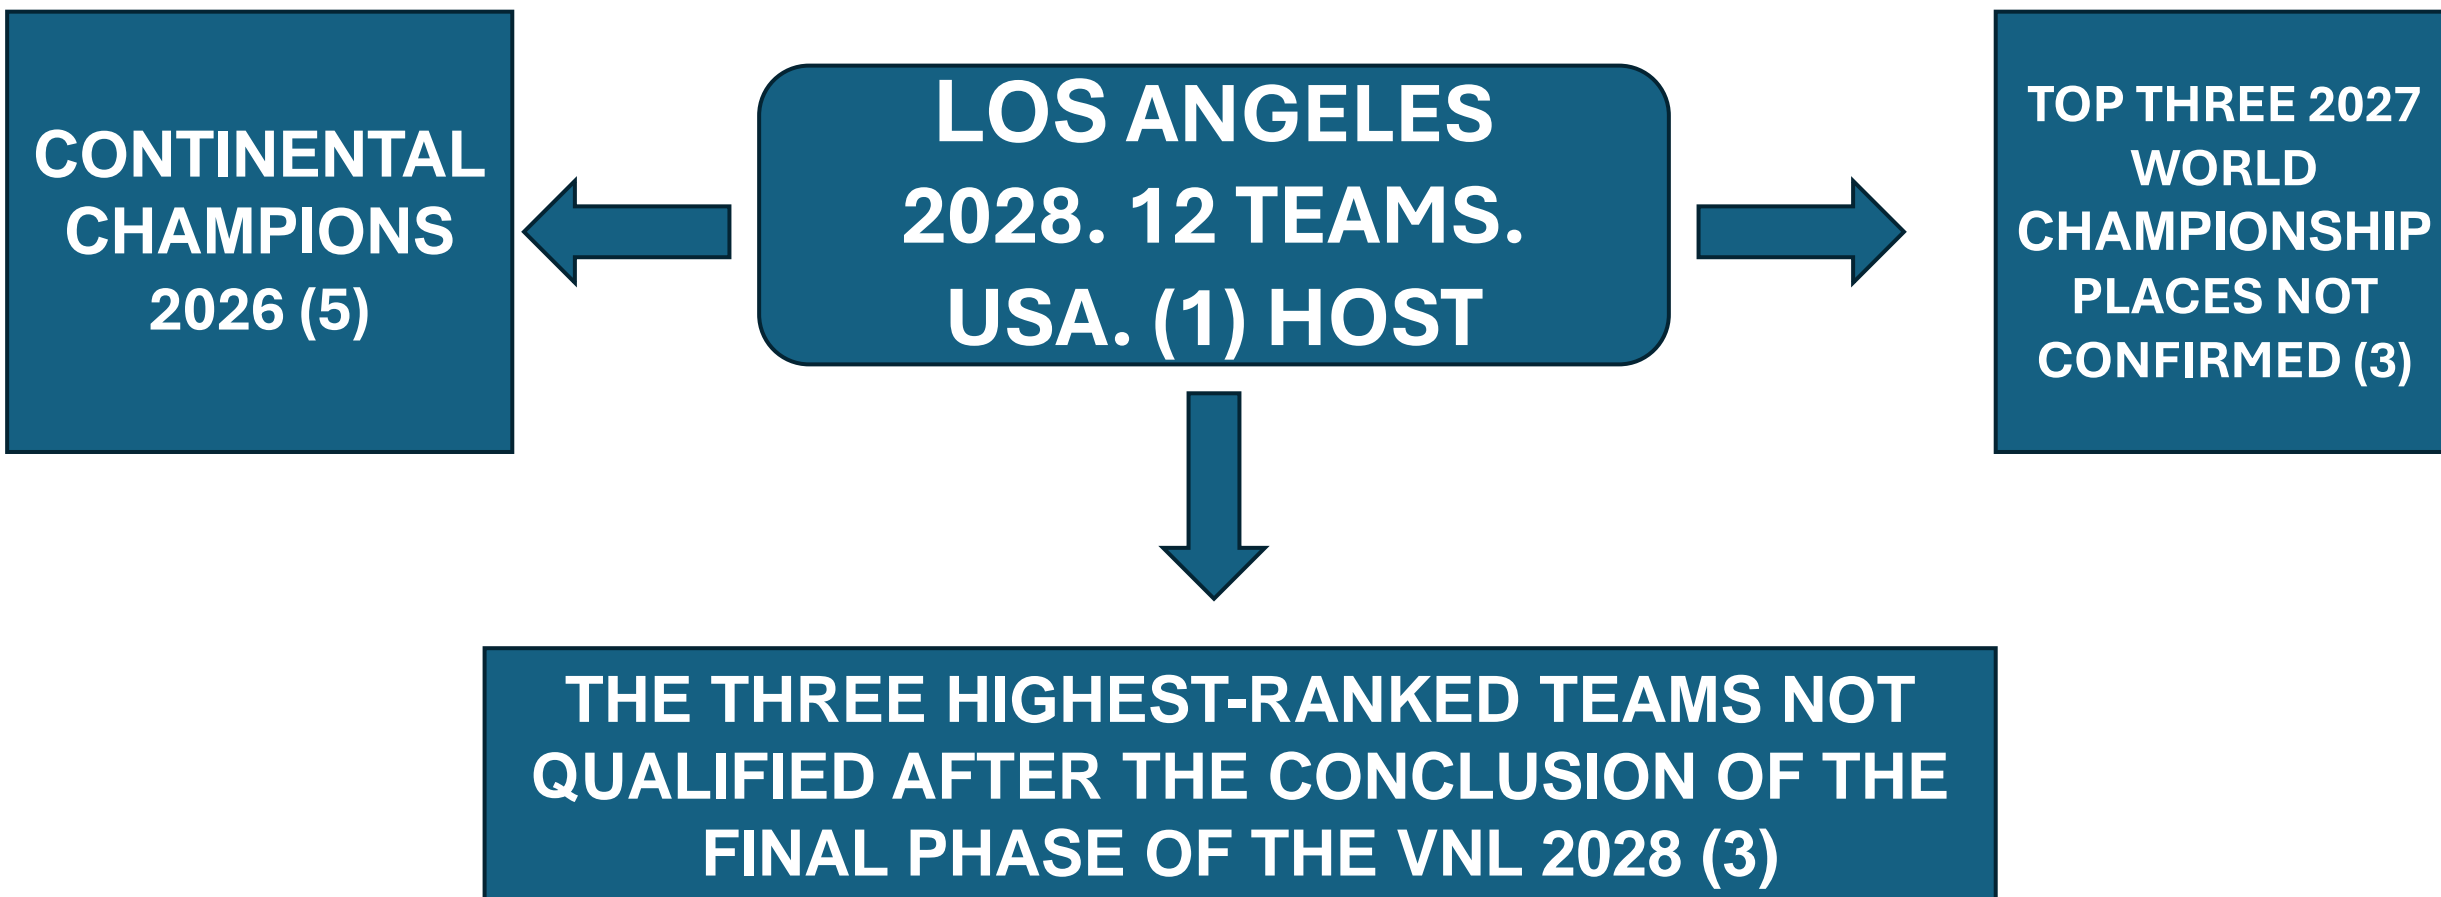 CONTINENTAL
CHAMPIONS
2026 (5)
LOS ANGELES
2028. 12 TEAMS.
USA. (1) HOST
TOP THREE 2027
WORLD
CHAMPIONSHIP
PLACES NOT
CONFIRMED (3)
THE THREE HIGHEST-RANKED TEAMS NOT
QUALIFIED AFTER THE CONCLUSION OF THE
FINAL PHASE OF THE VNL 2028 (3)